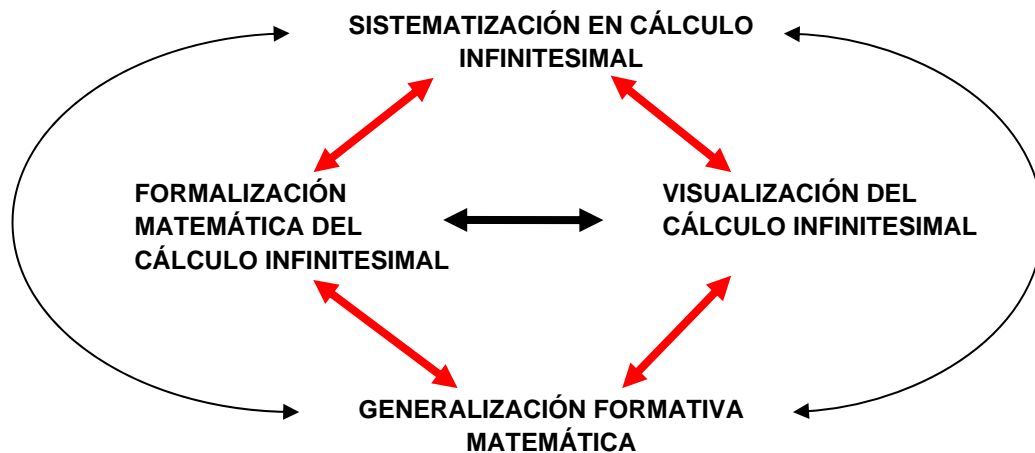 SISTEMATIZACIÓN EN CÁLCULO
INFINITESIMAL
FORMALIZACIÓN
MATEMÁTICA DEL
CÁLCULO INFINITESIMAL
VISUALIZACIÓN DEL
CÁLCULO INFINITESIMAL
GENERALIZACIÓN FORMATIVA
MATEMÁTICA